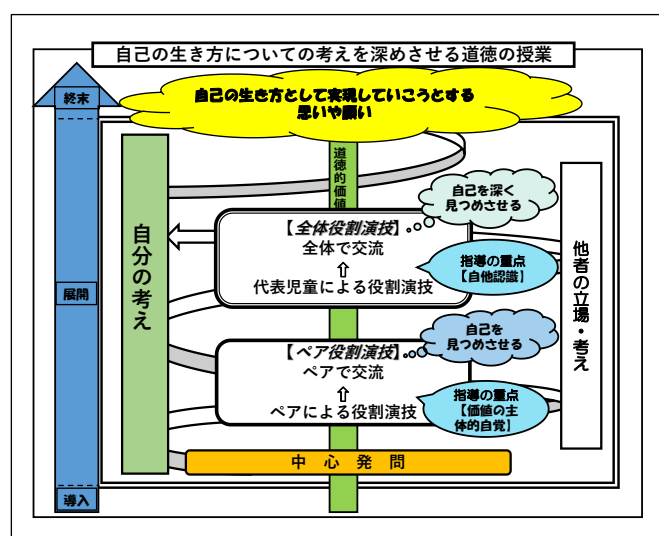 自己の生き方についての考えを深めさせる道徳の授業
終末
自己の生き方として実現していこうとする
思いや願い
道徳的価値
自己を深く
見つめさせる
【全体役割演技】
全体で交流
⇧
代表児童による役割演技
指導の重点
【自他認識】
自分の考え
他者の立場・考え
展開
自己を
見つめさせる
【ペア役割演技】
ペアで交流
⇧
ペアによる役割演技
指導の重点
【価値の主
体的自覚】
中心発問
導入